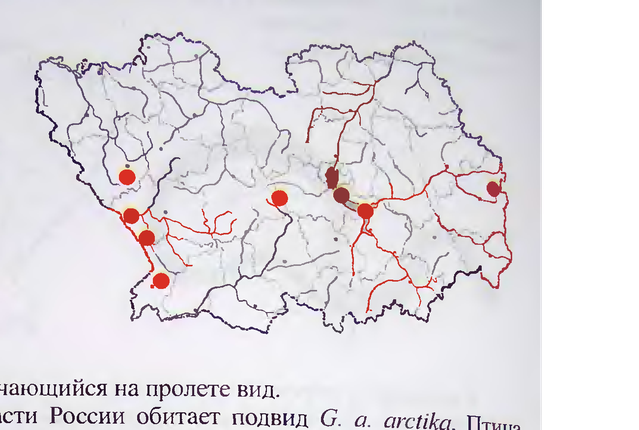 чающийся на пролете вид.
сти России обитает подвид G. a. arctika. Птица